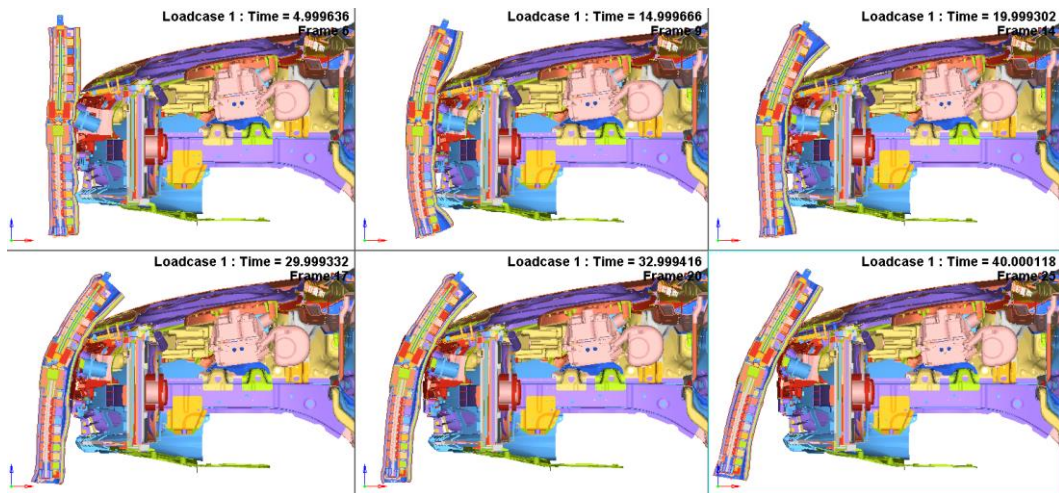 Loadcase 1 : Time = 4.999636
Frame 6
Loadcase 1 : Time = 14.999666
Frame 9
Loadcase 1 : Time = 19.999302
Frame 14
Loadcase 1 : Time = 29.999332
Frame 17
Loadcase 1 : Time = 32.999416
Frame 20
Loadcase 1 : Time = 40.000118
Frame 25